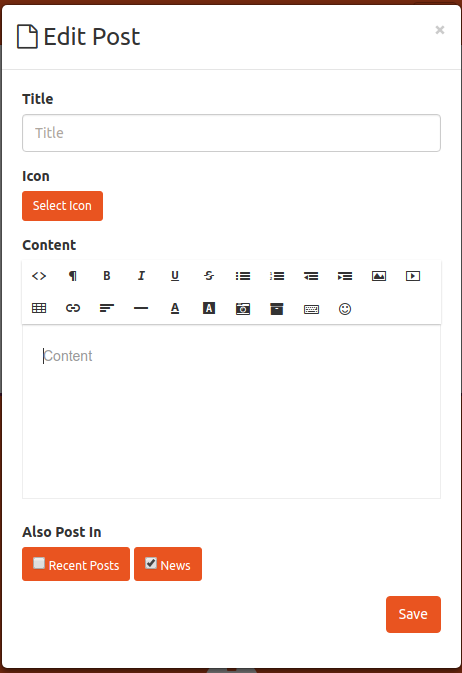 Edit Post
×
Title
Title
Icon
Select Icon
Content
<> ¶ B I U S
A A
Content
Also Post In
Recent Posts News
Save